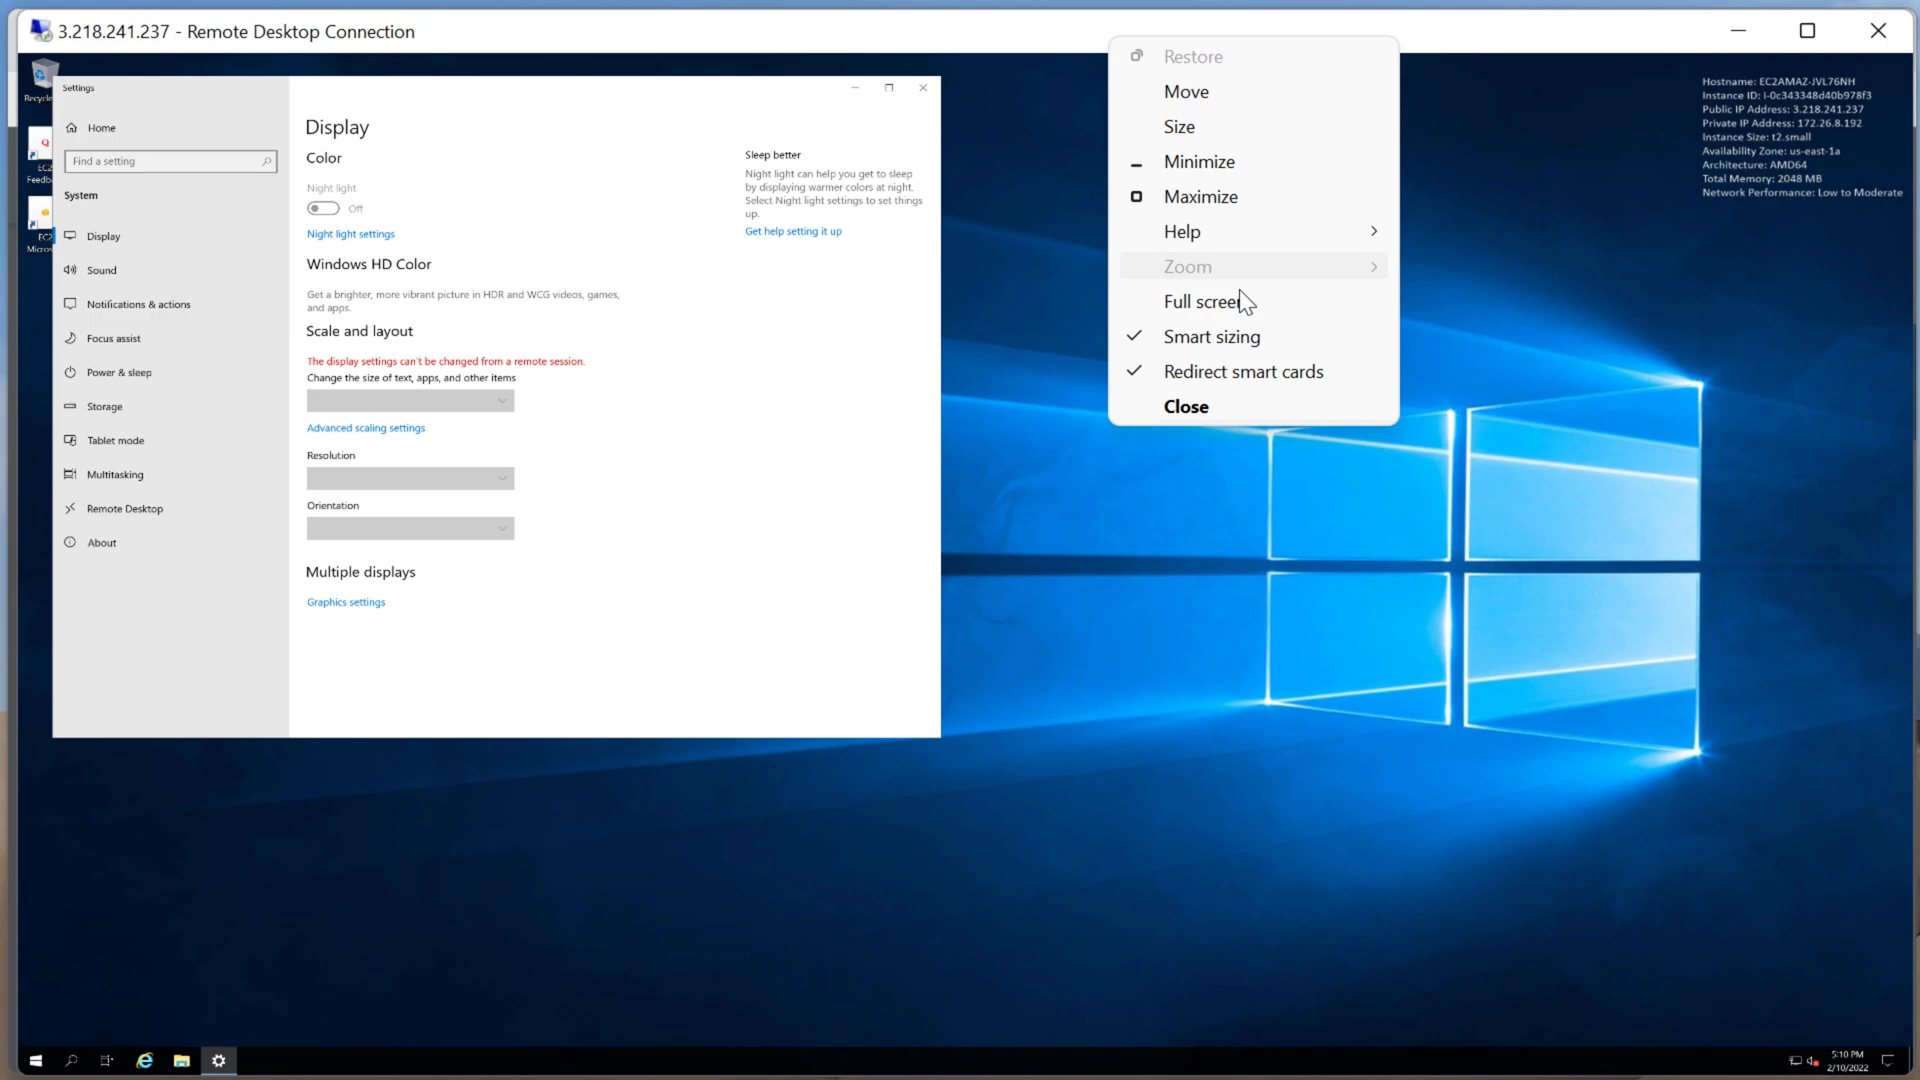 3.218.241.237 - Remote Desktop Connection
Restore
Move
Size
Minimize
Maximize
Help
Zoom
Full screen
Smart sizing
Redirect smart cards
Close
Hostname: EC2AMAZ-JVL76NH
Instance ID: i-0c343348d40b978f3
Public IP Address: 3.218.241.237
Private IP Address: 172.26.8.192
Instance Size: t2.small
Availability Zone: us-east-1a
Architecture: AMD64
Total Memory: 2048 MB
Network Performance: Low to Moderate
Recycle
EC2
Feedb
EC2
Micros
Settings
Home
Find a setting
System
Display
Sound
Notifications & actions
Focus assist
Power & sleep
Storage
Tablet mode
Multitasking
Remote Desktop
About
Display
Color
Night light
Off
Night light settings
Windows HD Color
Get a brighter, more vibrant picture in HDR and WCG videos, games,
and apps.
Scale and layout
The display settings can't be changed from a remote session.
Change the size of text, apps, and other items
Advanced scaling settings
Resolution
Orientation
Multiple displays
Graphics settings
Sleep better
Night light can help you get to sleep
by displaying warmer colors at night.
Select Night light settings to set things
up.
Get help setting it up
5:10 PM
2/10/2022